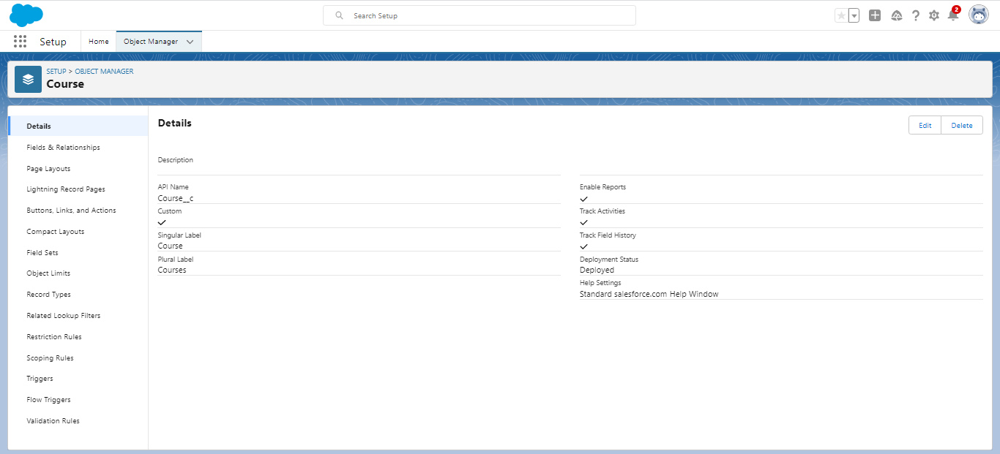 Search Setup
2
Setup
Home
Object Manager
SETUP > OBJECT MANAGER
Course
Details
Fields & Relationships
Page Layouts
Lightning Record Pages
Buttons, Links, and Actions
Compact Layouts
Field Sets
Object Limits
Record Types
Related Lookup Filters
Restriction Rules
Scoping Rules
Triggers
Flow Triggers
Validation Rules
Details
Edit
Delete
Description
API Name
Course__c
Custom
Singular Label
Course
Plural Label
Courses
Enable Reports
Track Activities
Track Field History
Deployment Status
Deployed
Help Settings
Standard salesforce.com Help Window